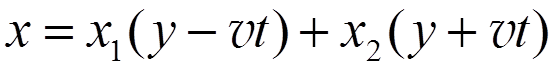 x = x₁(y − vt) + x₂(y + vt)